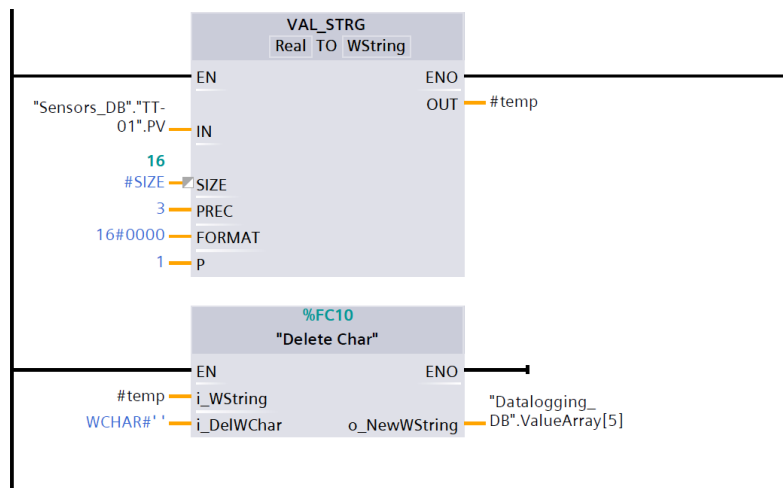 VAL_STRG
Real TO WString
EN ENO
"Sensors_DB"."TT-
01".PV
IN
OUT #temp
16
#SIZE SIZE
3 PREC
16#0000 FORMAT
1 P
%FC10
"Delete Char"
EN ENO
#temp i_WString
WCHAR#' ' i_DelWChar
o_NewWString
"Datalogging_
DB".ValueArray[5]